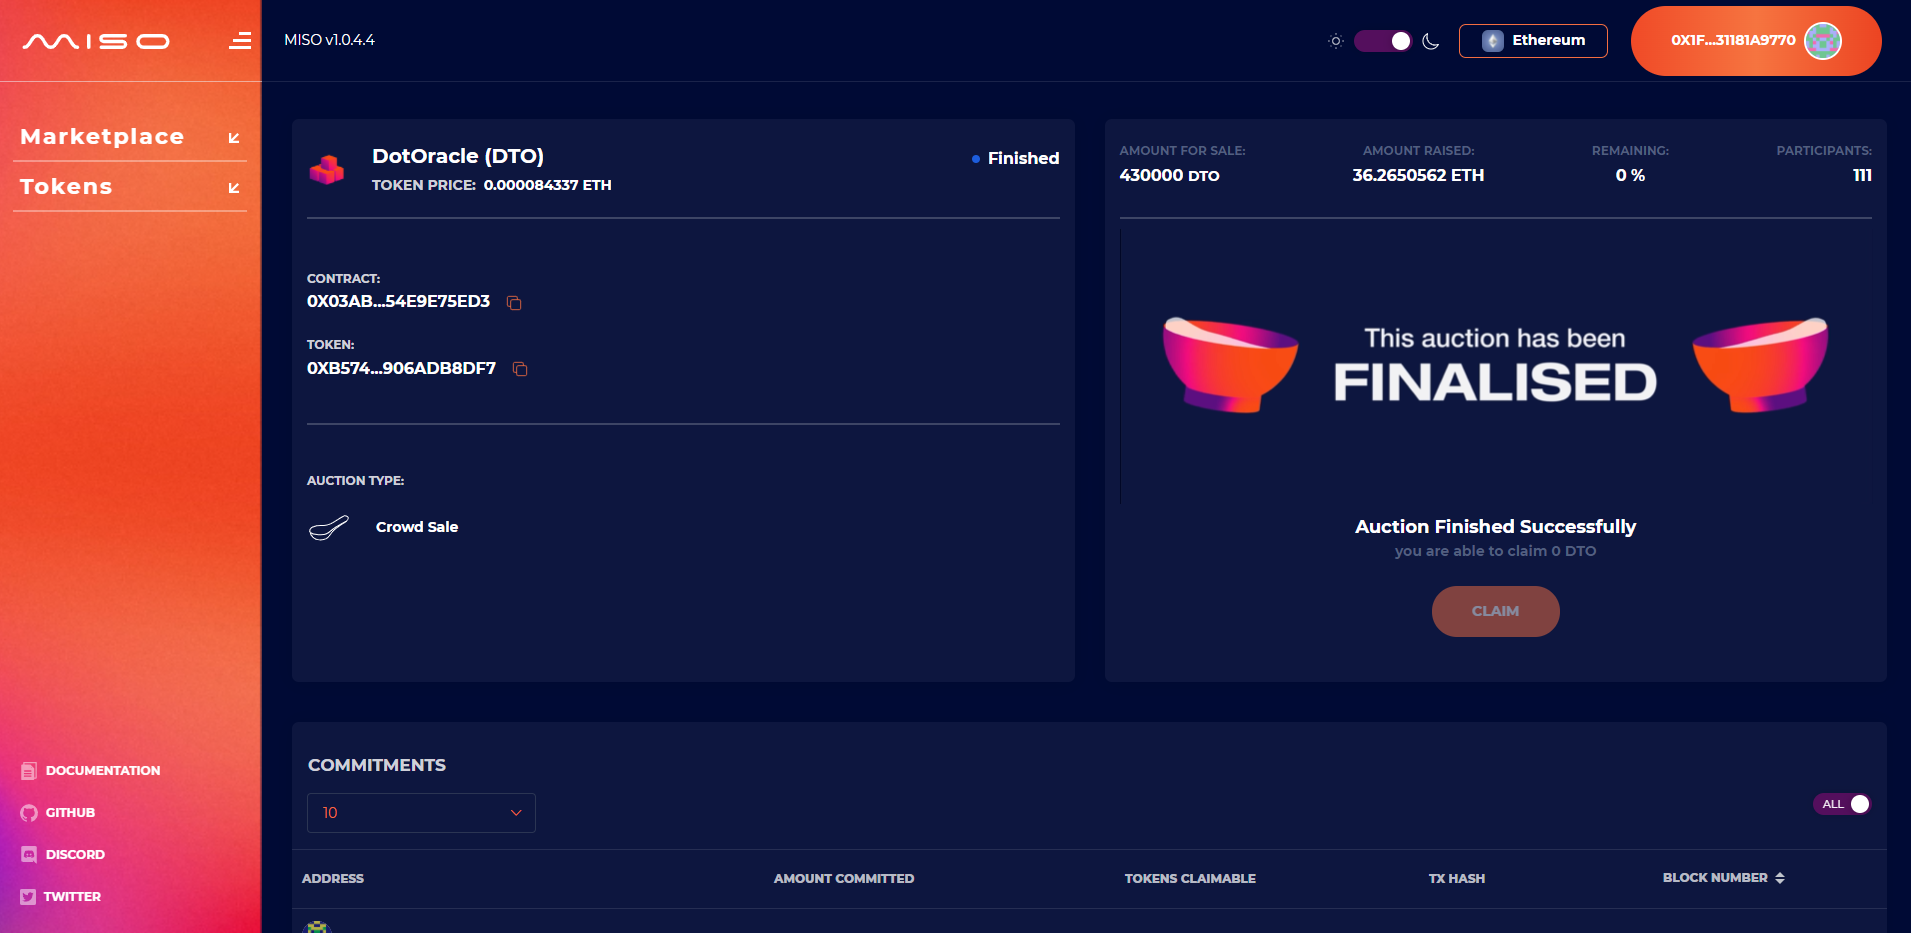 MISO
MISO v1.0.4.4
Ethereum
0X1F...31181A9770
Marketplace
Tokens
DOCUMENTATION
GITHUB
DISCORD
TWITTER
DotOracle (DTO)
TOKEN PRICE: 0.000084337 ETH
Finished
CONTRACT:
0X03AB...54E9E75ED3
TOKEN:
0XB574...906ADB8DF7
AUCTION TYPE:
Crowd Sale
AMOUNT FOR SALE:
430000 DTO
AMOUNT RAISED:
36.2650562 ETH
REMAINING:
0 %
PARTICIPANTS:
111
This auction has been
FINALISED
Auction Finished Successfully
you are able to claim 0 DTO
CLAIM
COMMITMENTS
10
ALL
ADDRESS AMOUNT COMMITTED TOKENS CLAIMABLE TX HASH BLOCK NUMBER